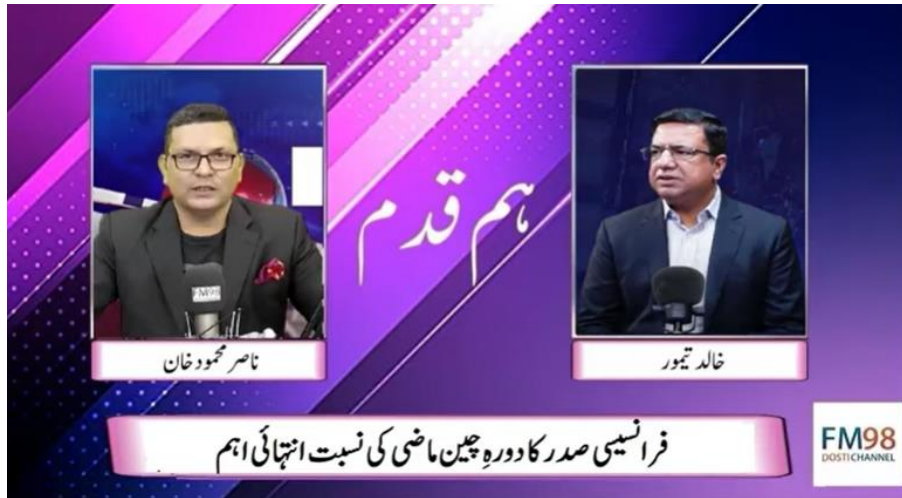 ہم قدم
FM98
ناصر محمود خان
خالد تیمور
فرانسیسی صدر کا دورہِ چین ماضی کی نسبت انتہائی اہم
FM98
DOSTI CHANNEL